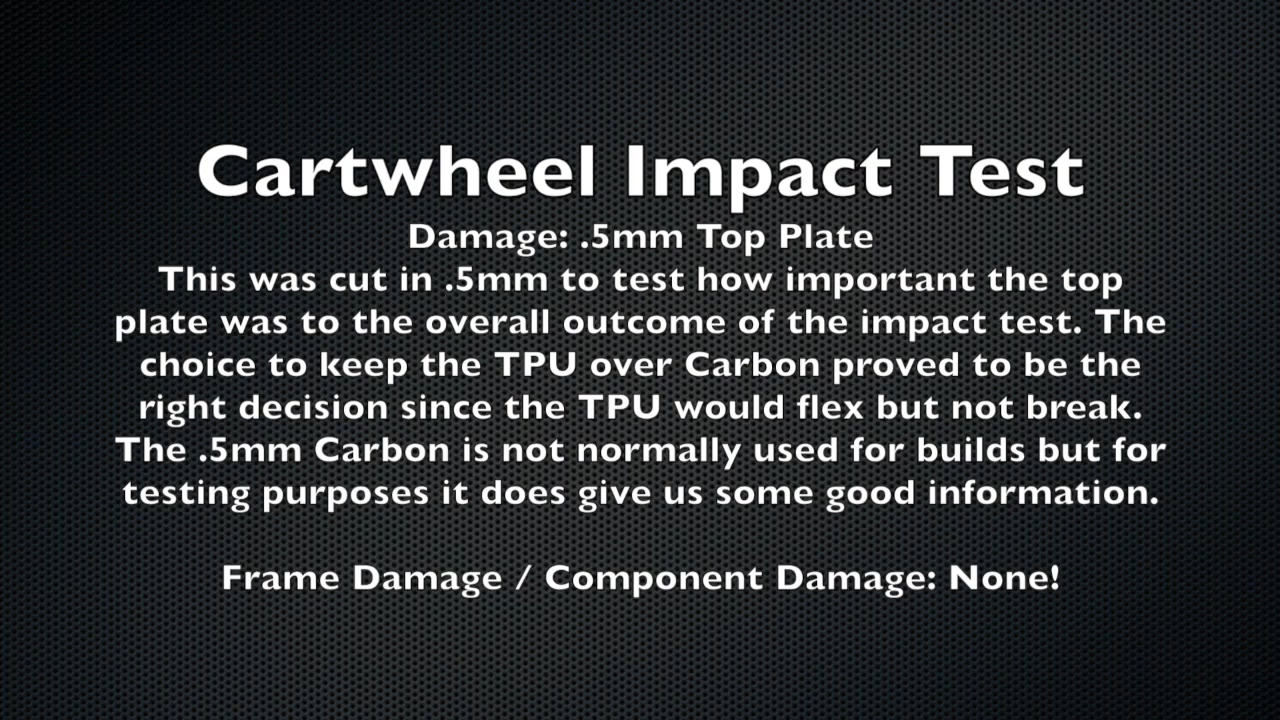 Cartwheel Impact Test
Damage: .5mm Top Plate
This was cut in .5mm to test how important the top
plate was to the overall outcome of the impact test. The
choice to keep the TPU over Carbon proved to be the
right decision since the TPU would flex but not break.
The .5mm Carbon is not normally used for builds but for
testing purposes it does give us some good information.
Frame Damage / Component Damage: None!